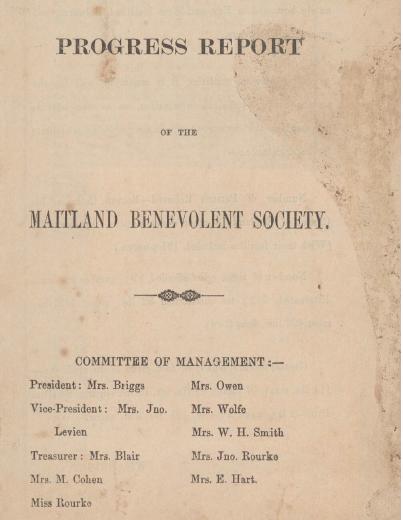 PROGRESS REPORT
OF THE
MAITLAND BENEVOLENT SOCIETY.
COMMITTEE OF MANAGEMENT :—
President: Mrs. Briggs
Vice-President: Mrs. Jno.
Levien
Treasurer: Mrs. Blair
Mrs. M. Cohen
Miss Rourke
Mrs. Owen
Mrs. Wolfe
Mrs. W. H. Smith
Mrs. Jno. Rourke
Mrs. E. Hart.